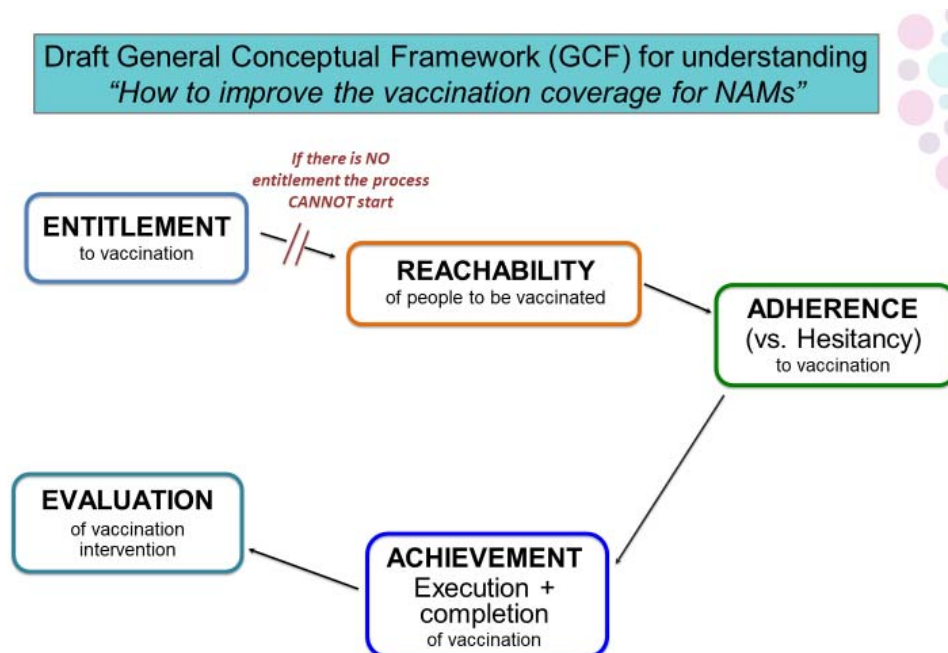 Draft General Conceptual Framework (GCF) for understanding
“How to improve the vaccination coverage for NAMs”
If there is NO
entitlement the process
CANNOT start
ENTITLEMENT
to vaccination
REACHABILITY
of people to be vaccinated
ADHERENCE
(vs. Hesitancy)
to vaccination
EVALUATION
of vaccination
intervention
ACHIEVEMENT
Execution +
completion
of vaccination